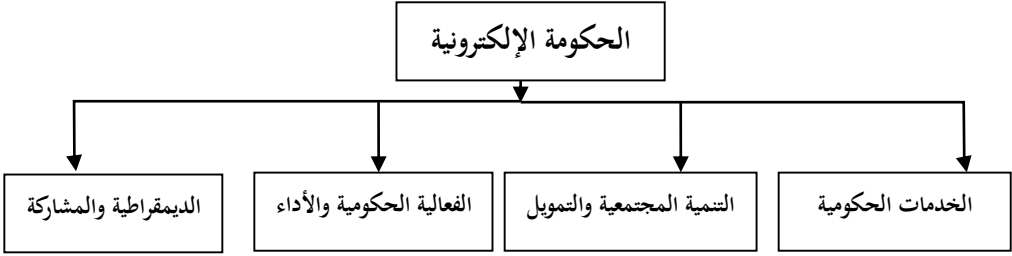 الحكومة الإلكترونية
الخدمات الحكومية
التنمية المجتمعية والتمويل
الفعالية الحكومية والأداء
الديمقراطية والمشاركة